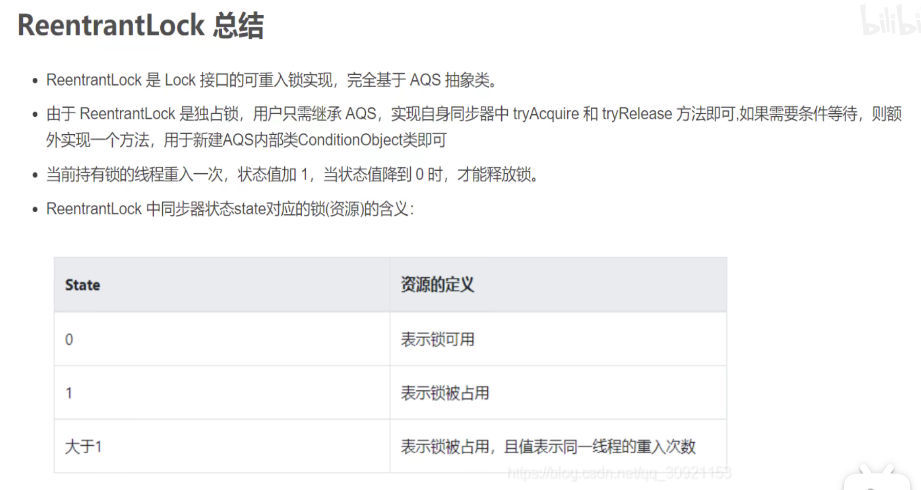 ReentrantLock 总结
bilibi
ReentrantLock 是 Lock 接口的可重入锁实现，完全基于 AQS 抽象类。
由于 ReentrantLock 是独占锁，用户只需继承 AQS，实现自身同步器中 tryAcquire 和 tryRelease 方法即可,如果需要条件等待，则额
外实现一个方法，用于新建AQS内部类ConditionObject类即可
当前持有锁的线程重入一次，状态值加 1，当状态值降到 0 时，才能释放锁。
ReentrantLock 中同步器状态state对应的锁(资源)的含义：
State 资源的定义
0 表示锁可用
1 表示锁被占用
大于1 表示锁被占用，且值表示同一线程的重入次数
https://blog.csdn.net/qq_30921153